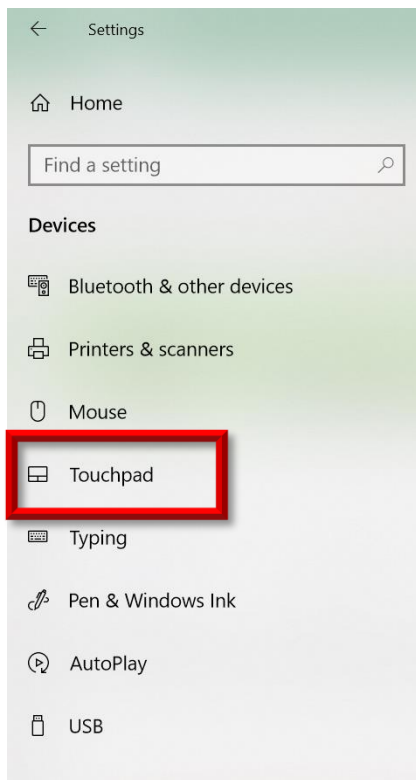 Settings
Home
Find a setting
Devices
Bluetooth & other devices
Printers & scanners
Mouse
Touchpad
Typing
Pen & Windows Ink
AutoPlay
USB